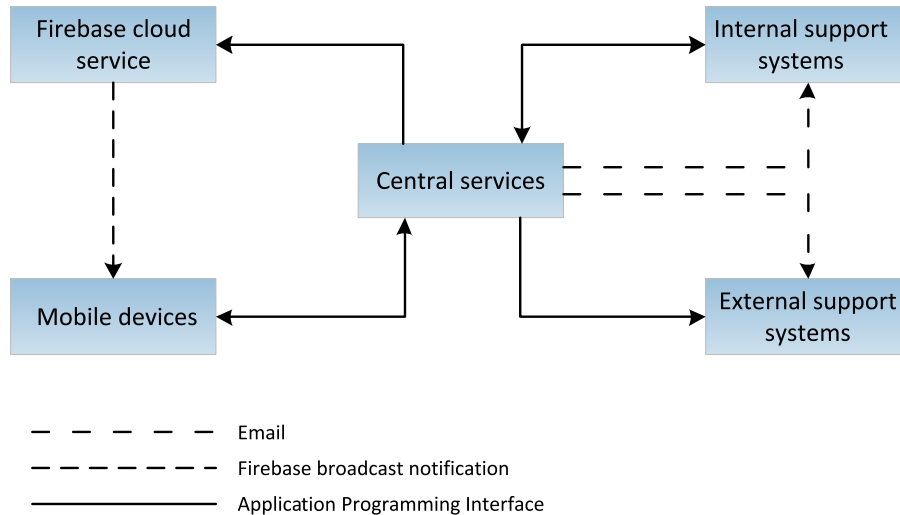 Firebase cloud
service
Internal support
systems
Central services
Mobile devices
External support
systems
Email
Firebase broadcast notification
Application Programming Interface